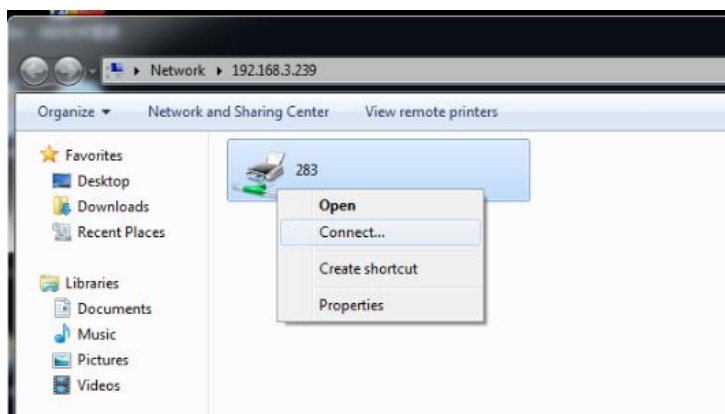 Network ▸ 192.168.3.239
Organize Network and Sharing Center View remote printers
Favorites
Desktop
Downloads
Recent Places
Libraries
Documents
Music
Pictures
Videos
283
Open
Connect...
Create shortcut
Properties